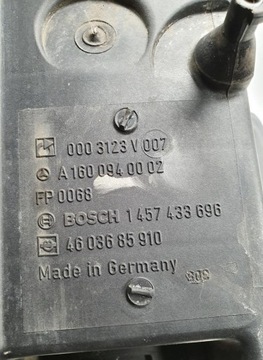 000 3123 V 007
A 160 094 00 02
FP 0068
BOSCH 1 457 433 696
46 036 85 910
Made in Germany